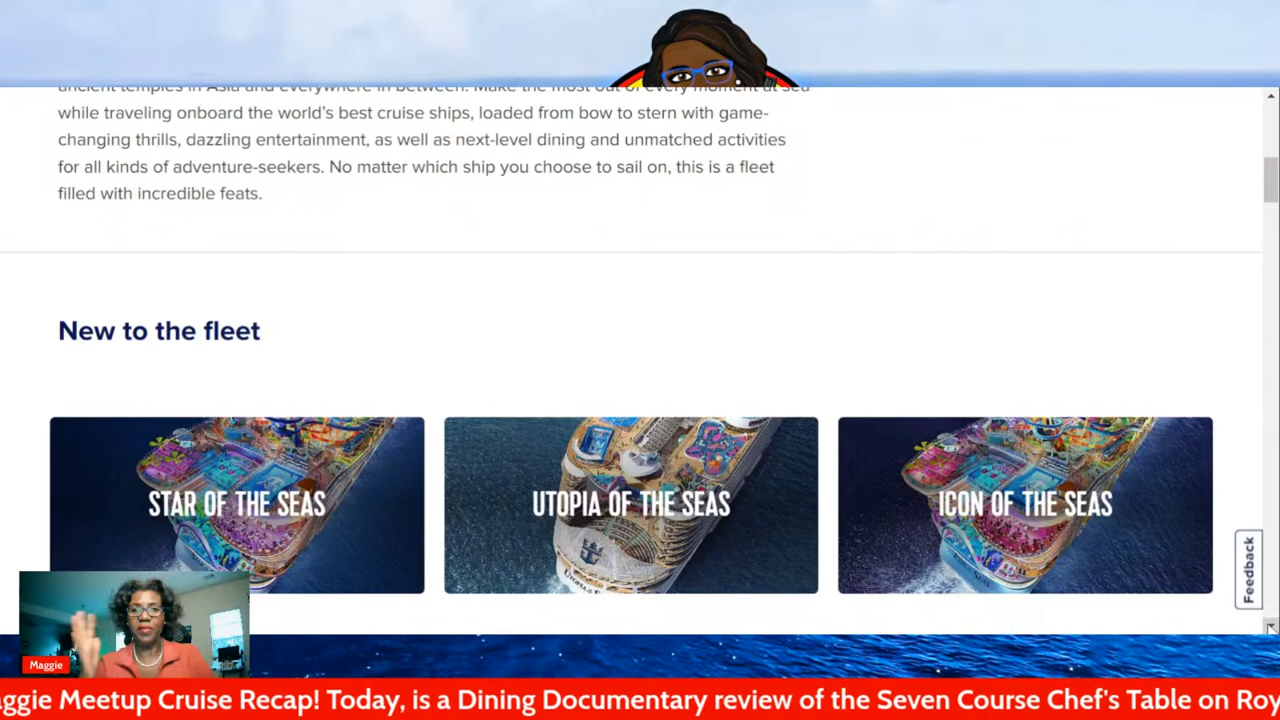 ancient temples in Asia and everywhere in between. Make the most out of every moment at sea
while traveling onboard the world's best cruise ships, loaded from bow to stern with game-
changing thrills, dazzling entertainment, as well as next-level dining and unmatched activities
for all kinds of adventure-seekers. No matter which ship you choose to sail on, this is a fleet
filled with incredible feats.
New to the fleet
STAR OF THE SEAS
UTOPIA OF THE SEAS
ICON OF THE SEAS
Feedback
Maggie
aggie Meetup Cruise Recap! Today, is a Dining Documentary review of the Seven Course Chef's Table on Roy